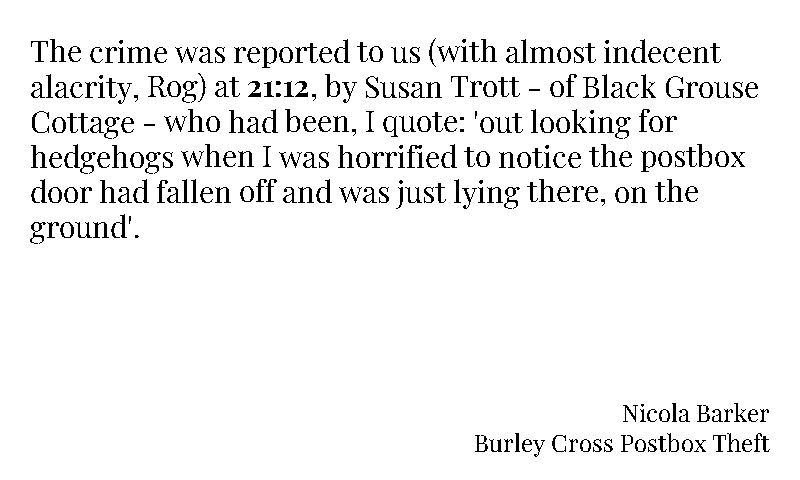 The crime was reported to us (with almost indecent
alacrity, Rog) at 21:12, by Susan Trott – of Black Grouse
Cottage – who had been, I quote: 'out looking for
hedgehogs when I was horrified to notice the postbox
door had fallen off and was just lying there, on the
ground'.
Nicola Barker
Burley Cross Postbox Theft